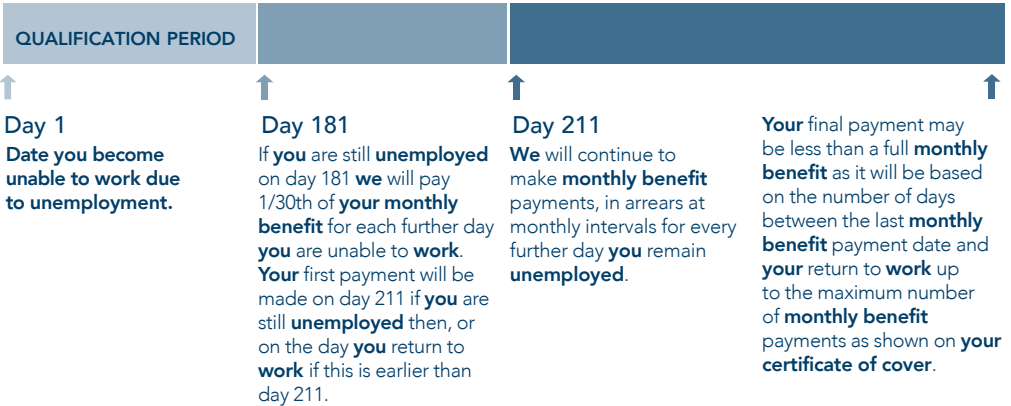 QUALIFICATION PERIOD
Day 1
Date you become
unable to work due
to unemployment.
Day 181
If you are still unemployed
on day 181 we will pay
1/30th of your monthly
benefit for each further day
you are unable to work.
Your first payment will be
made on day 211 if you are
still unemployed then, or
on the day you return to
work if this is earlier than
day 211.
Day 211
We will continue to
make monthly benefit
payments, in arrears at
monthly intervals for every
further day you remain
unemployed.
Your final payment may
be less than a full monthly
benefit as it will be based
on the number of days
between the last monthly
benefit payment date and
your return to work up
to the maximum number
of monthly benefit
payments as shown on your
certificate of cover.